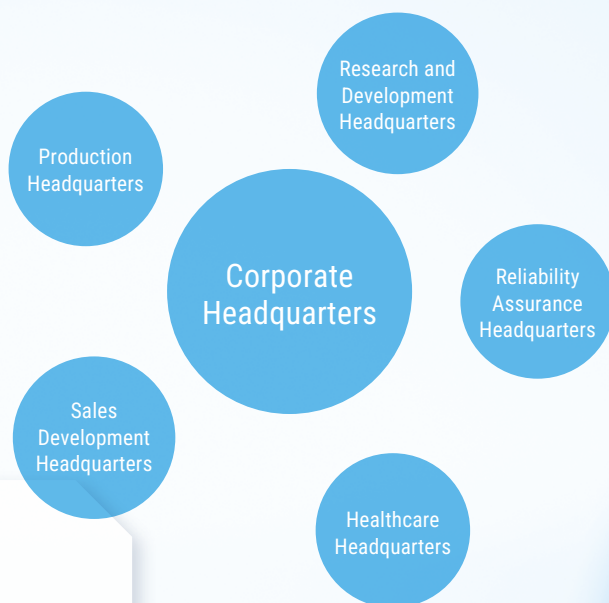 Research and
Development
Headquarters
Production
Headquarters
Corporate
Headquarters
Reliability
Assurance
Headquarters
Sales
Development
Headquarters
Healthcare
Headquarters